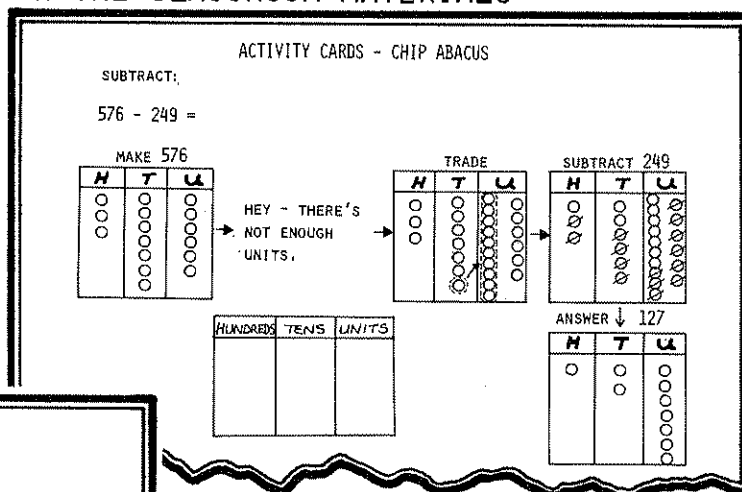 ACTIVITY CARDS - CHIP ABACUS
SUBTRACT:
576 - 249 =
MAKE 576
H T U
HEY - THERE'S
NOT ENOUGH
UNITS.
TRADE
H T U
SUBTRACT 249
H T U
HUNDREDS TENS UNITS
ANSWER ↓ 127
H T U